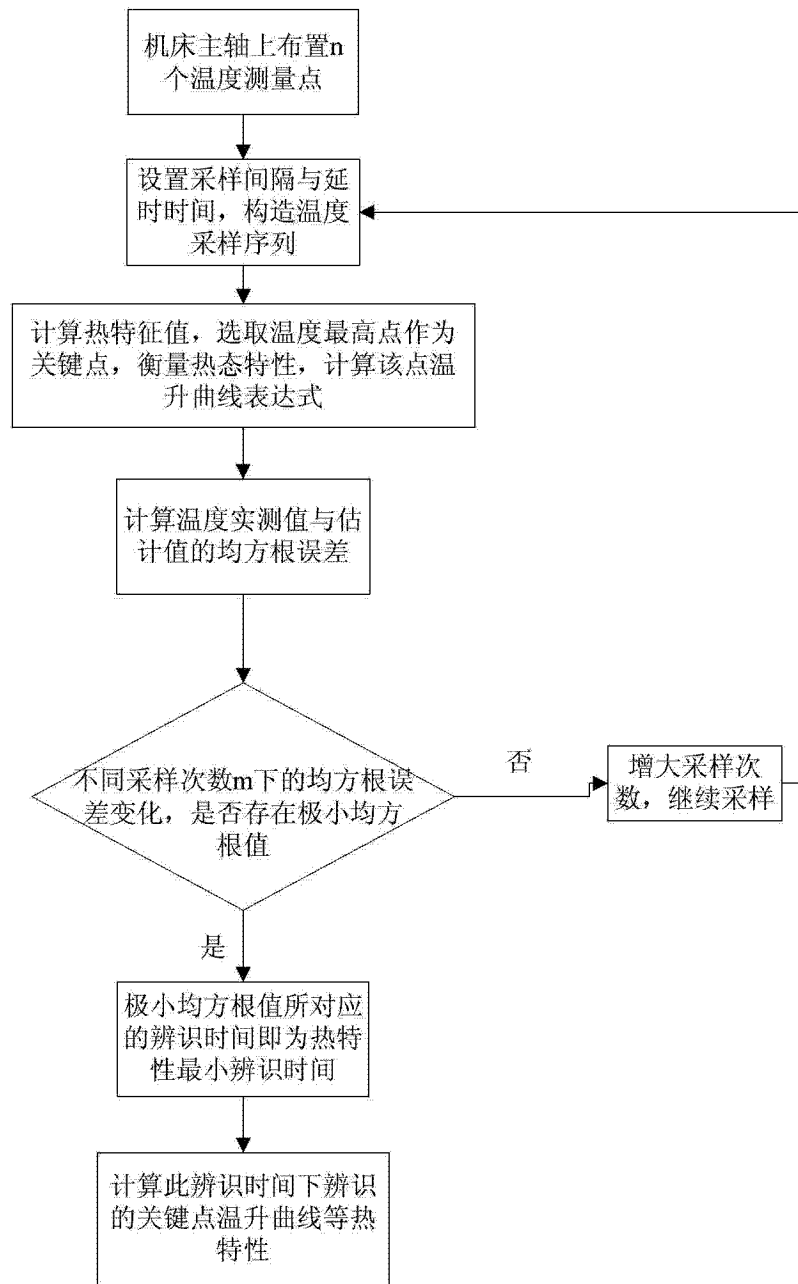 机床主轴上布置n
个温度测量点
设置采样间隔与延
时时间，构造温度
采样序列
计算热特征值，选取温度最高点作为
关键点，衡量热态特性，计算该点温
升曲线表达式
计算温度实测值与估
计值的均方根误差
不同采样次数m下的均方根误
差变化，是否存在极小均方
根值
否
增大采样次
数，继续采样
是
极小均方根值所对应
的辨识时间即为热特
性最小辨识时间
计算此辨识时间下辨识
的关键点温升曲线等热
特性